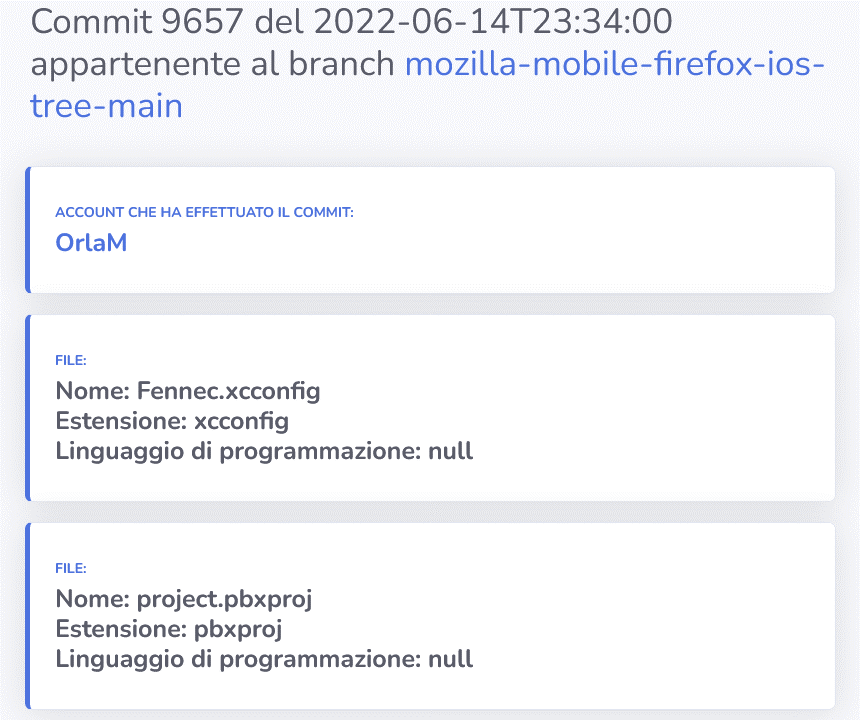 Commit 9657 del 2022-06-14T23:34:00
appartenente al branch mozilla-mobile-firefox-ios-
tree-main
ACCOUNT CHE HA EFFETTUATO IL COMMIT:
OrlaM
FILE:
Nome: Fennec.xcconfig
Estensione: xcconfig
Linguaggio di programmazione: null
FILE:
Nome: project.pbxproj
Estensione: pbxproj
Linguaggio di programmazione: null